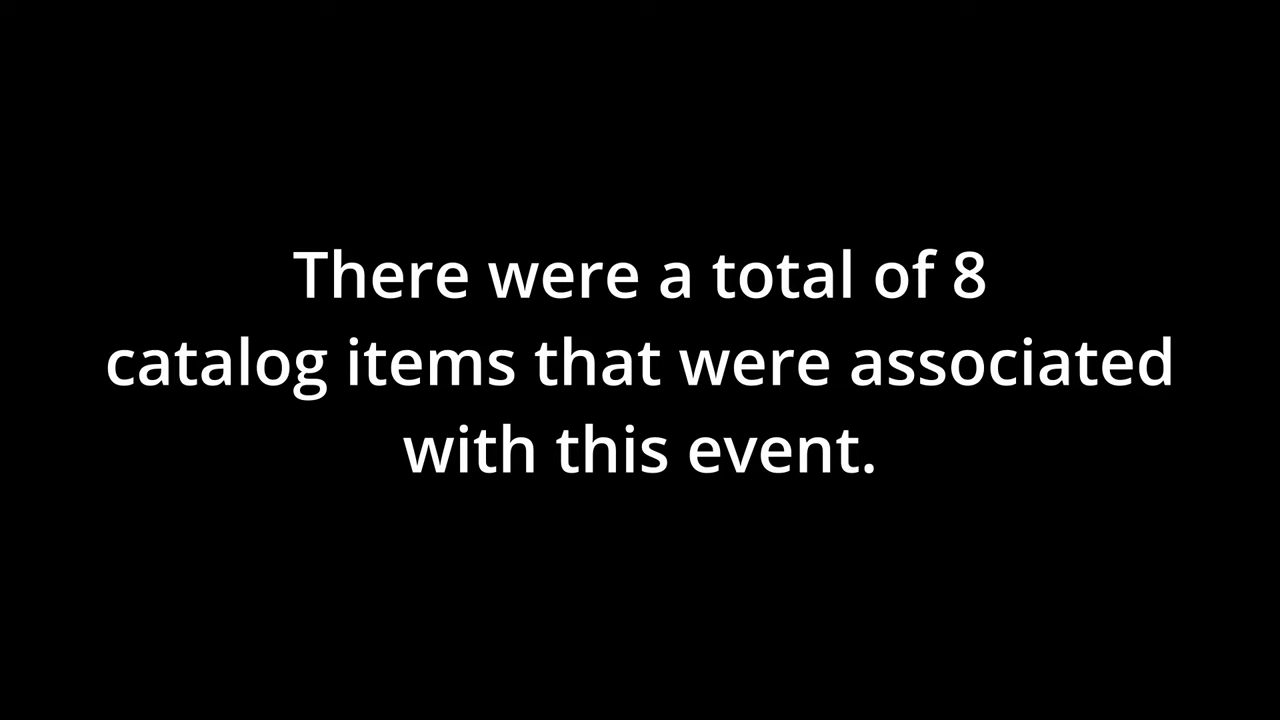 There were a total of 8
catalog items that were associated
with this event.